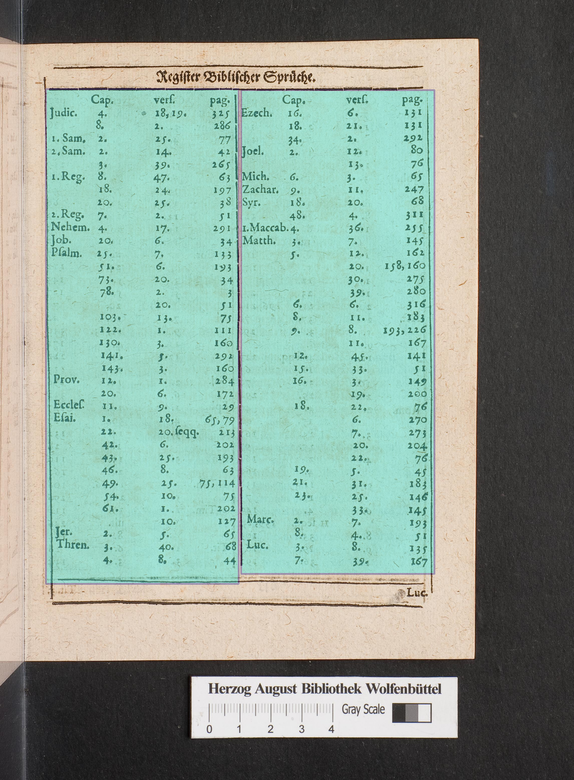 Register Biblischer Sprüche.
Cap. vers. pag.
Judic. 4. 18, 19. 325
8. 2. 286
1. Sam. 2. 25. 77
2. Sam. 2. 14. 42
3. 39. 265
1. Reg. 8. 47. 63
18. 24. 197
20. 25. 38
2. Reg. 7. 2. 51
Nehem. 4. 17. 291
Job. 20. 6. 34
Psalm. 25. 7. 133
51. 6. 193
73. 20. 34
78. 2. 3
20. 51
103. 13. 75
122. 1. 111
130. 3. 160
141. 5. 292
143. 3. 160
Prov. 12. 1. 284
20. 6. 172
Eccles. 11. 9. 29
Esai. 1. 18. 65, 79
22. 20. seqq. 213
42. 6. 202
43. 25. 193
46. 8. 63
49. 25. 75, 114
54. 10. 75
61. 1. 202
10. 127
Jer. 2. 5. 65
Thren. 3. 40. 68
4. 8. 44
Cap. vers. pag.
Ezech. 16. 6. 131
18. 21. 131
34. 2. 292
Joel. 2. 12. 80
13. 76
Mich. 6. 3. 65
Zachar. 9. 11. 247
Syr. 18. 20. 68
48. 4. 311
1. Maccab. 4. 36. 255
Matth. 3. 7. 145
5. 12. 162
20. 158, 160
30. 275
39. 280
6. 6. 316
8. 11. 183
9. 8. 193, 226
11. 167
12. 45. 141
15. 33. 51
16. 3. 149
19. 200
18. 22. 76
6. 270
7. 273
20. 204
22. 76
19. 5. 45
21. 31. 183
23. 25. 146
33. 145
Marc. 2. 7. 193
8. 4. 51
Luc. 3. 8. 135
7. 39. 167
Luc.
Herzog August Bibliothek Wolfenbüttel
Gray Scale
0 1 2 3 4